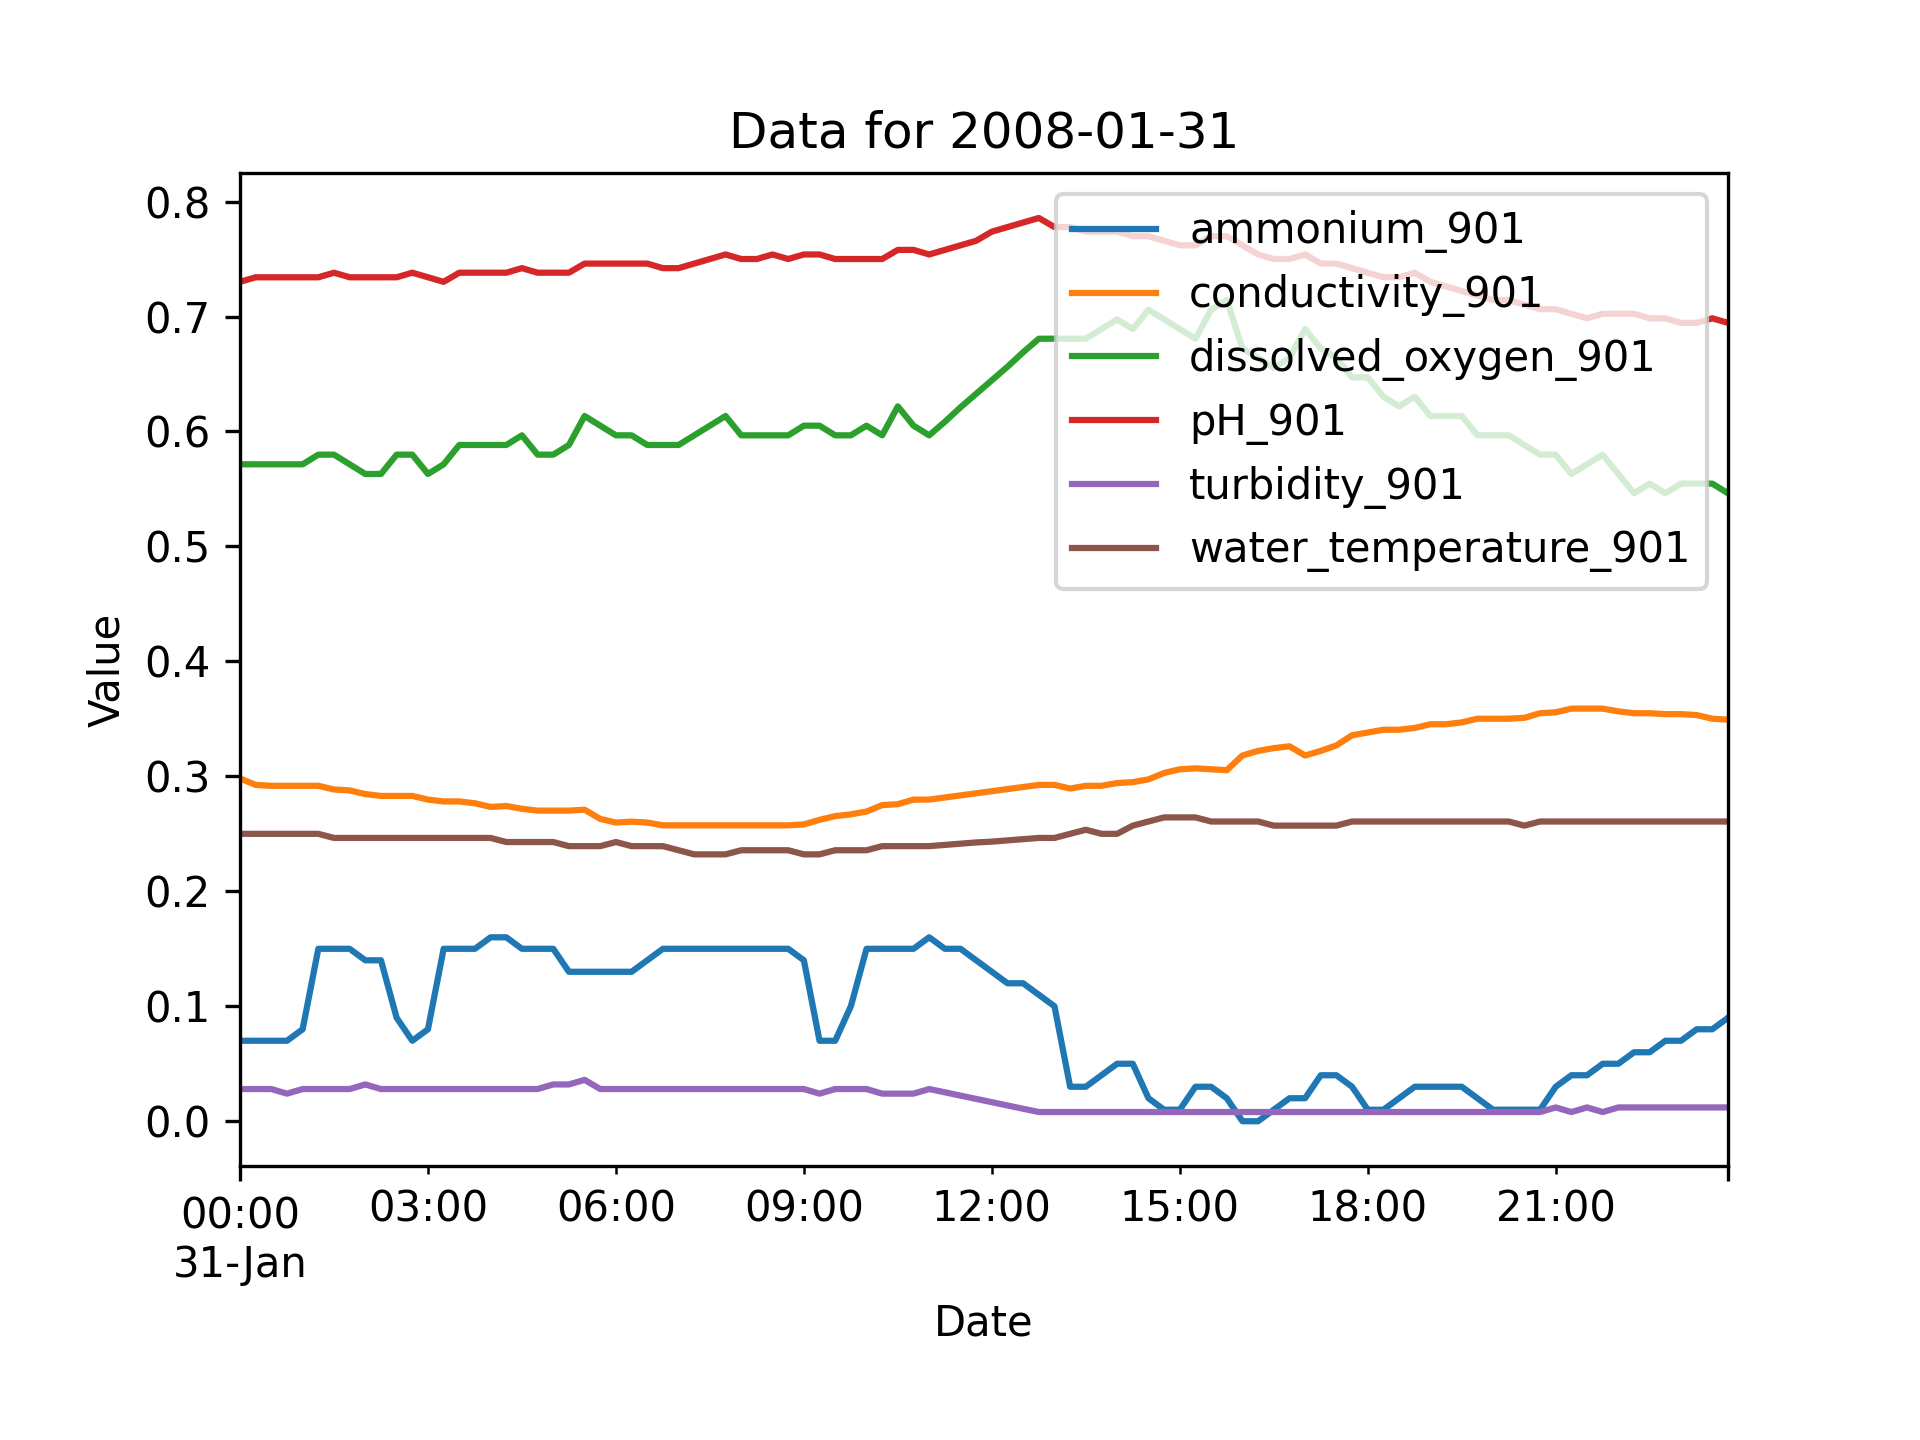 Data for 2008-01-31
0.8
0.7
0.6
0.5
0.4
0.3
0.2
0.1
0.0
Value
ammonium_901
conductivity_901
dissolved_oxygen_901
pH_901
turbidity_901
water_temperature_901
00:00 03:00 06:00 09:00 12:00 15:00 18:00 21:00
31-Jan
Date